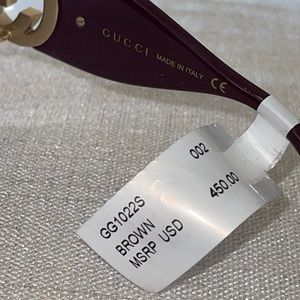 GUCCI MADE IN ITALY CE
GG1022S 002
BROWN
MSRP USD 450.00